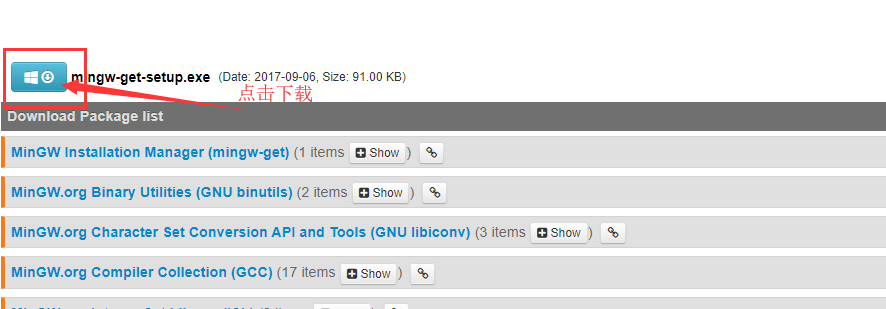 mingw-get-setup.exe (Date: 2017-09-06, Size: 91.00 KB)
点击下载
Download Package list
MinGW Installation Manager (mingw-get) (1 items Show )
MinGW.org Binary Utilities (GNU binutils) (2 items Show )
MinGW.org Character Set Conversion API and Tools (GNU libiconv) (3 items Show )
MinGW.org Compiler Collection (GCC) (17 items Show )